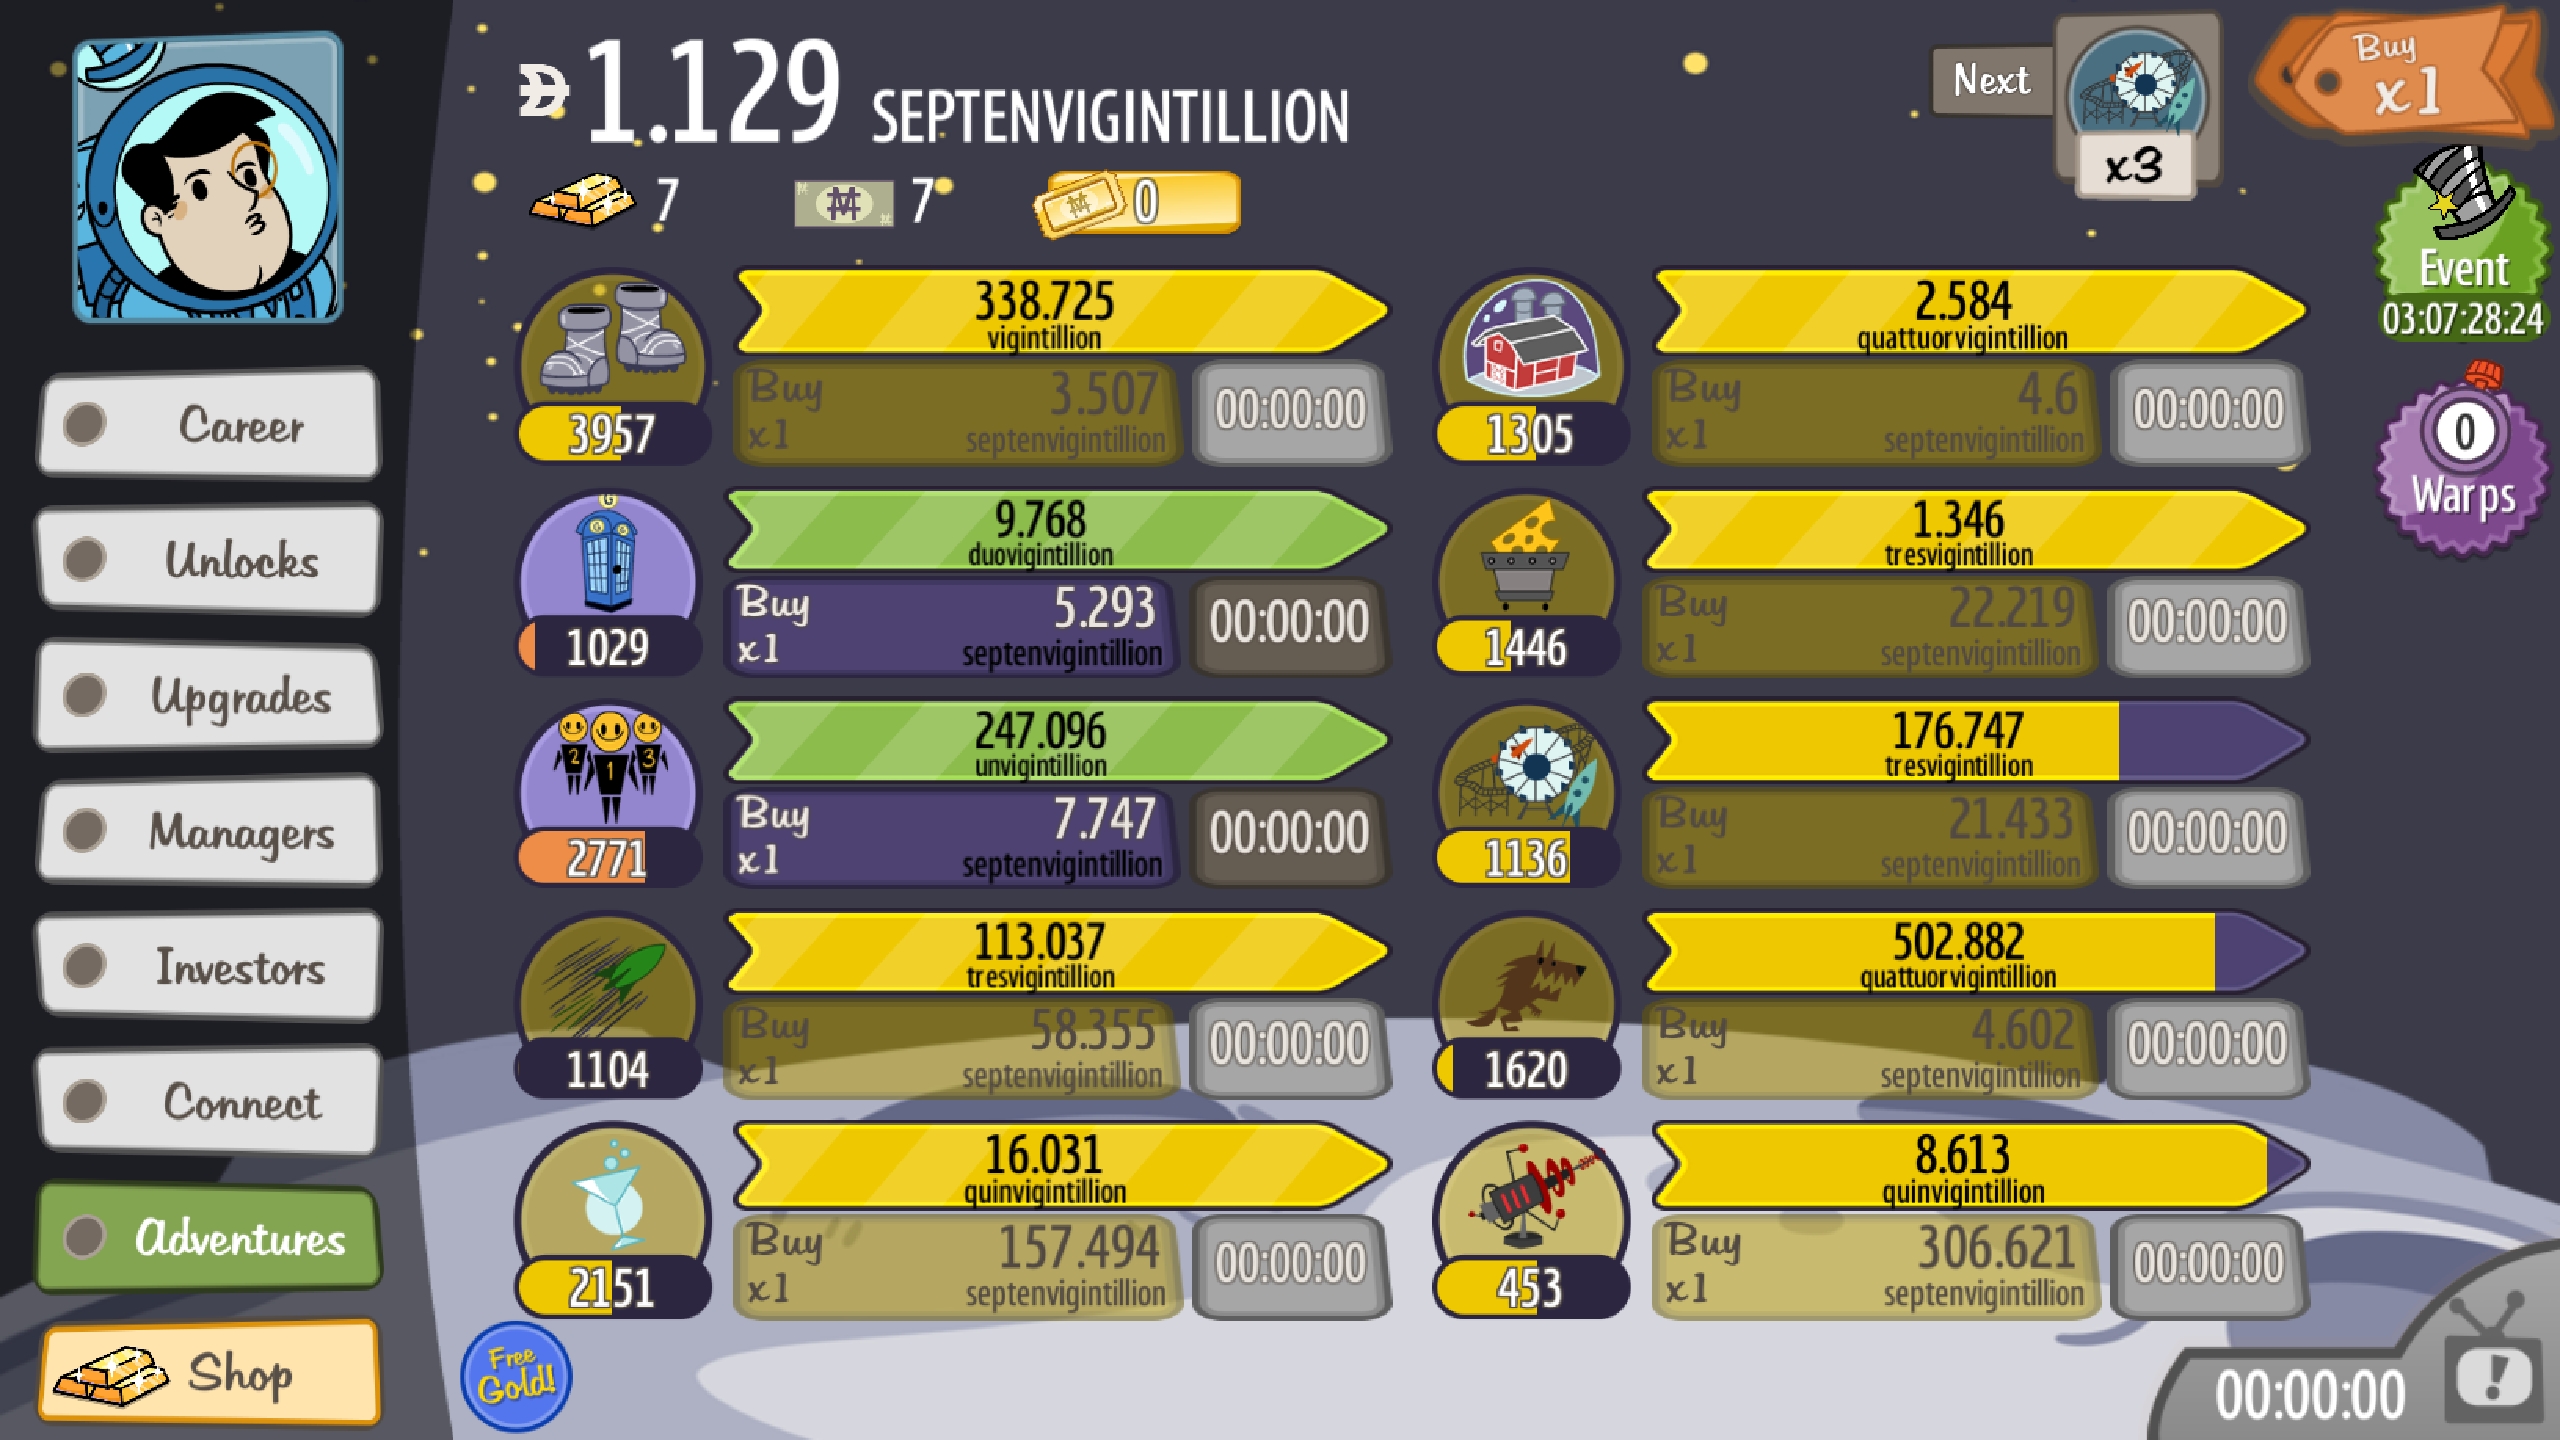 1.129 SEPTENVIGINTILLION
7
7
0
Next
x3
Buy
x1
Event
03:07:28:24
0
Warps
Career
Unlocks
Upgrades
Managers
Investors
Connect
Adventures
Shop
338.725
vigintillion
3957
Buy
x1
3.507
septenvigintillion
00:00:00
2.584
quattuorvigintillion
1305
Buy
x1
4.6
septenvigintillion
00:00:00
G
G G
9.768
duovigintillion
1029
Buy
x1
5.293
septenvigintillion
00:00:00
1.346
tresvigintillion
1446
Buy
x1
22.219
septenvigintillion
00:00:00
2 1 3
247.096
unvigintillion
2771
Buy
x1
7.747
septenvigintillion
00:00:00
176.747
tresvigintillion
1136
Buy
x1
21.433
septenvigintillion
00:00:00
113.037
tresvigintillion
1104
Buy
x1
58.355
septenvigintillion
00:00:00
502.882
quattuorvigintillion
1620
Buy
x1
4.602
septenvigintillion
00:00:00
16.031
quinvigintillion
2151
Buy
x1
157.494
septenvigintillion
00:00:00
8.613
quinvigintillion
453
Buy
x1
306.621
septenvigintillion
00:00:00
Free
Gold!
00:00:00
!